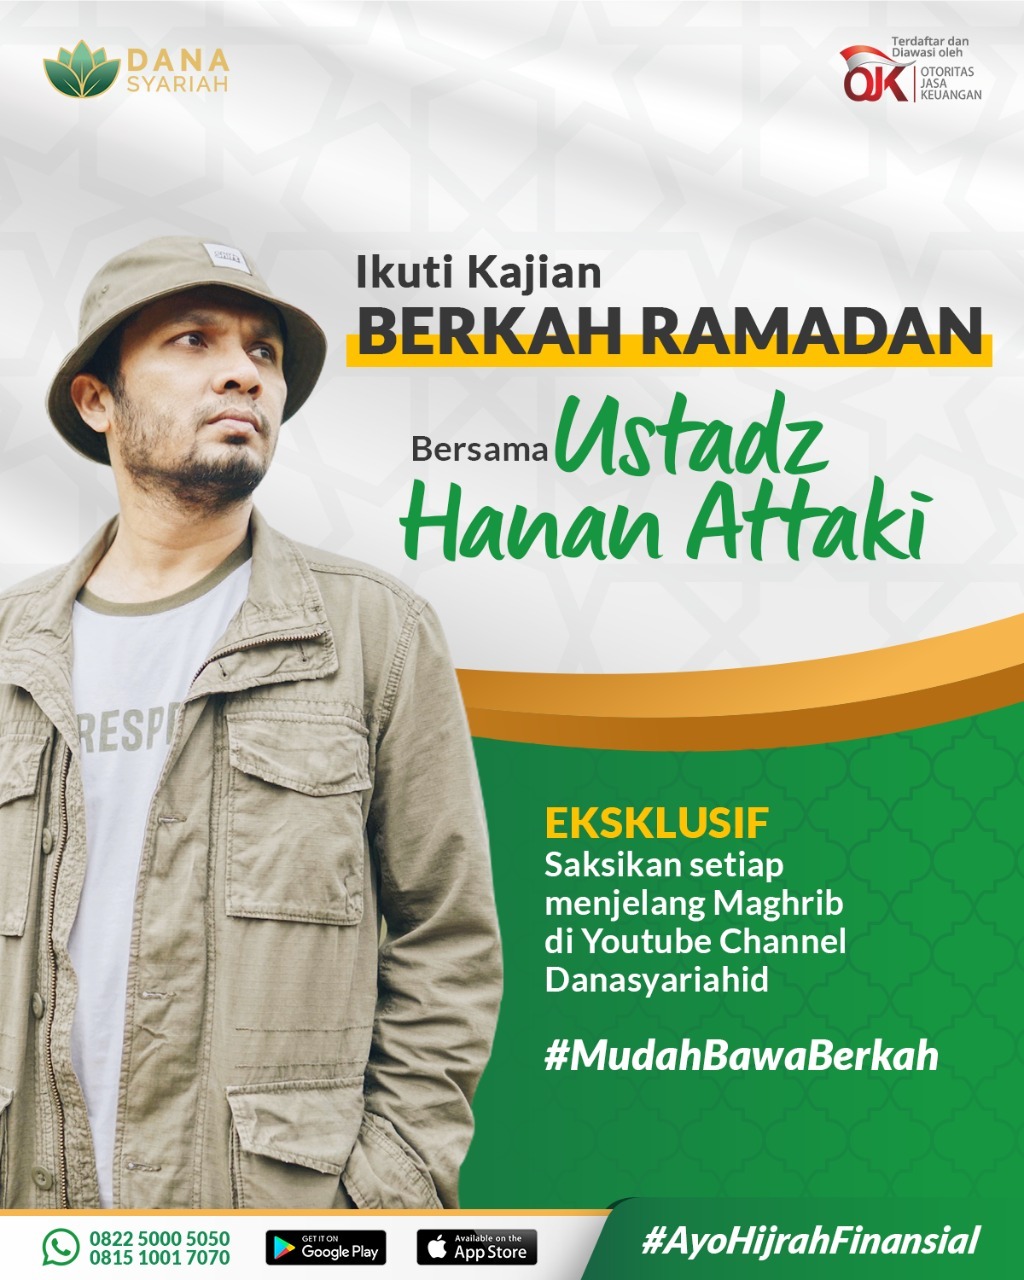 DANA
SYARIAH
Terdaftar dan
Diawasi oleh
OJK
OTORITAS
JASA
KEUANGAN
Ikuti Kajian
BERKAH RAMADAN
Bersama Ustadz
Hanan Attaki
RESP
EKSKLUSIF
Saksikan setiap
menjelang Maghrib
di Youtube Channel
Danasyariahid
#MudahBawaBerkah
0822 5000 5050
0815 1001 7070
GET IT ON
Google Play
Available on the
App Store
#AyoHijrahFinansial